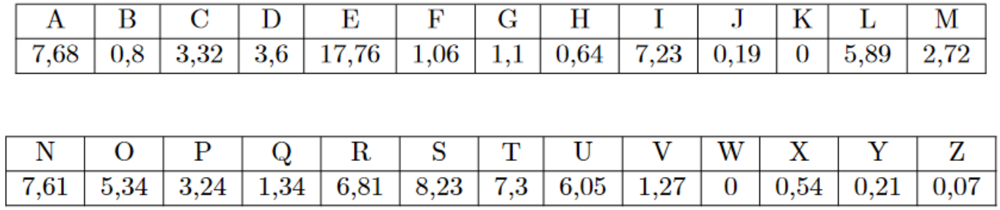 A B C D E F G H I J K L M
7,68 0,8 3,32 3,6 17,76 1,06 1,1 0,64 7,23 0,19 0 5,89 2,72
N O P Q R S T U V W X Y Z
7,61 5,34 3,24 1,34 6,81 8,23 7,3 6,05 1,27 0 0,54 0,21 0,07